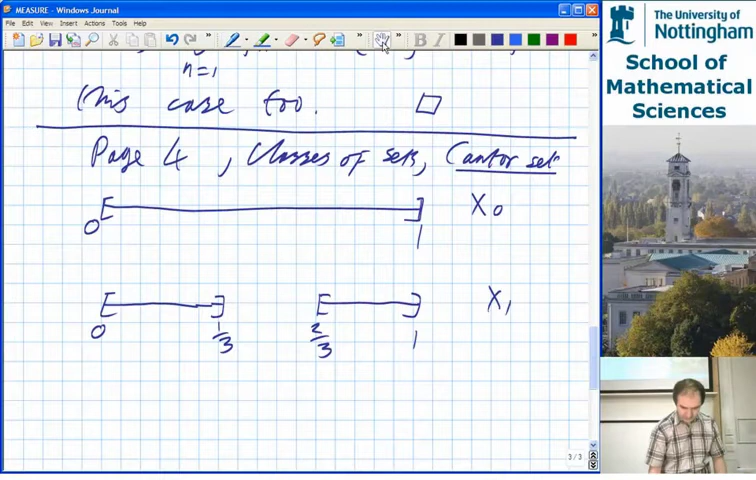 MEASURE - Windows Journal
File Edit View Insert Actions Tools Help
B I
The University of
Nottingham
School of
Mathematical
Sciences
n=1
this case too. □
Page 4, Classes of sets, Cantor set
0 1 X₀
0 1/3 2/3 1 X₁
3/3